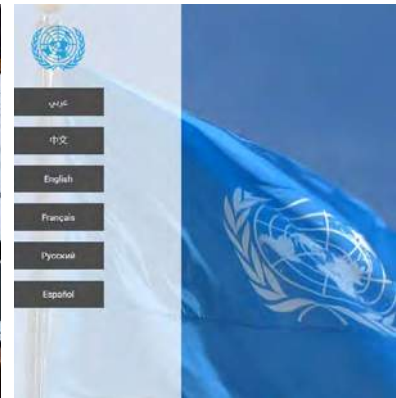 عربي
中文
English
Français
Русский
Español